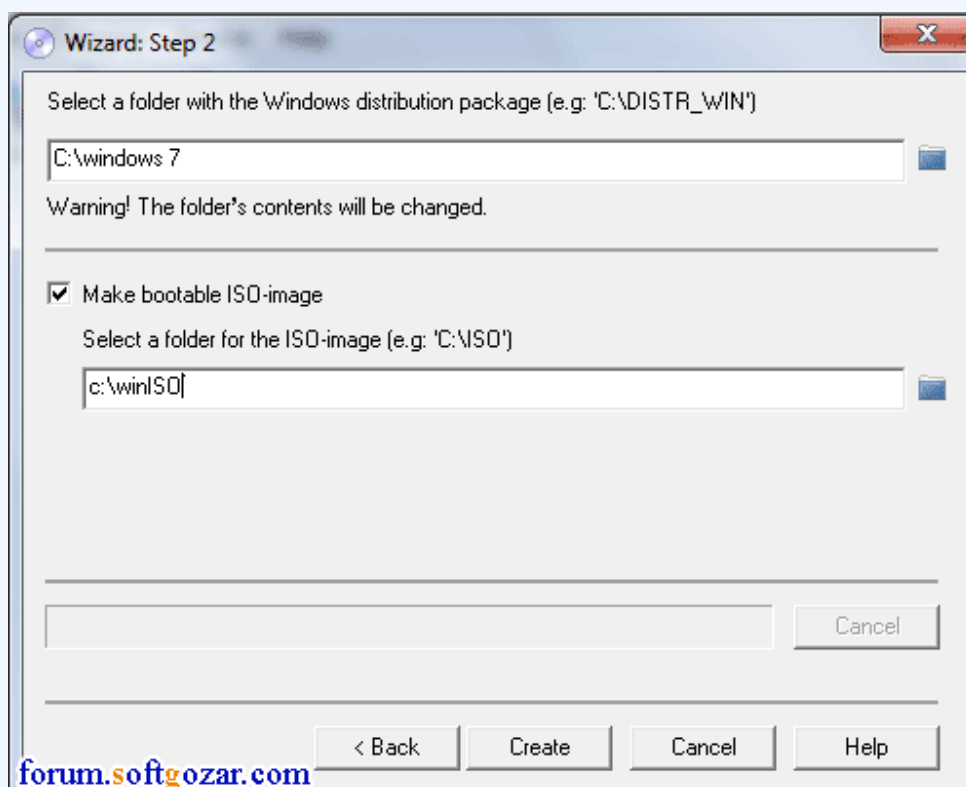 Wizard: Step 2
Select a folder with the Windows distribution package (e.g: 'C:\DISTR_WIN')
C:\windows 7
Warning! The folder's contents will be changed.
Make bootable ISO-image
Select a folder for the ISO-image (e.g: 'C:\ISO')
c:\winISO
Cancel
< Back Create Cancel Help
forum.softgozar.com